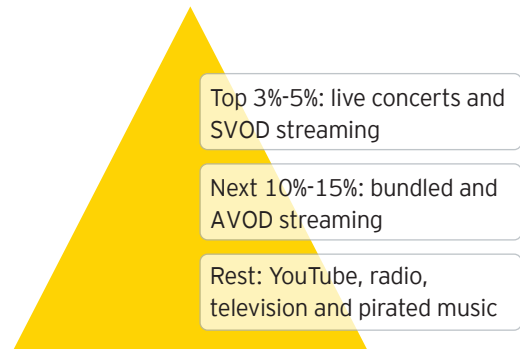 Top 3%-5%: live concerts and
SVOD streaming
Next 10%-15%: bundled and
AVOD streaming
Rest: YouTube, radio,
television and pirated music